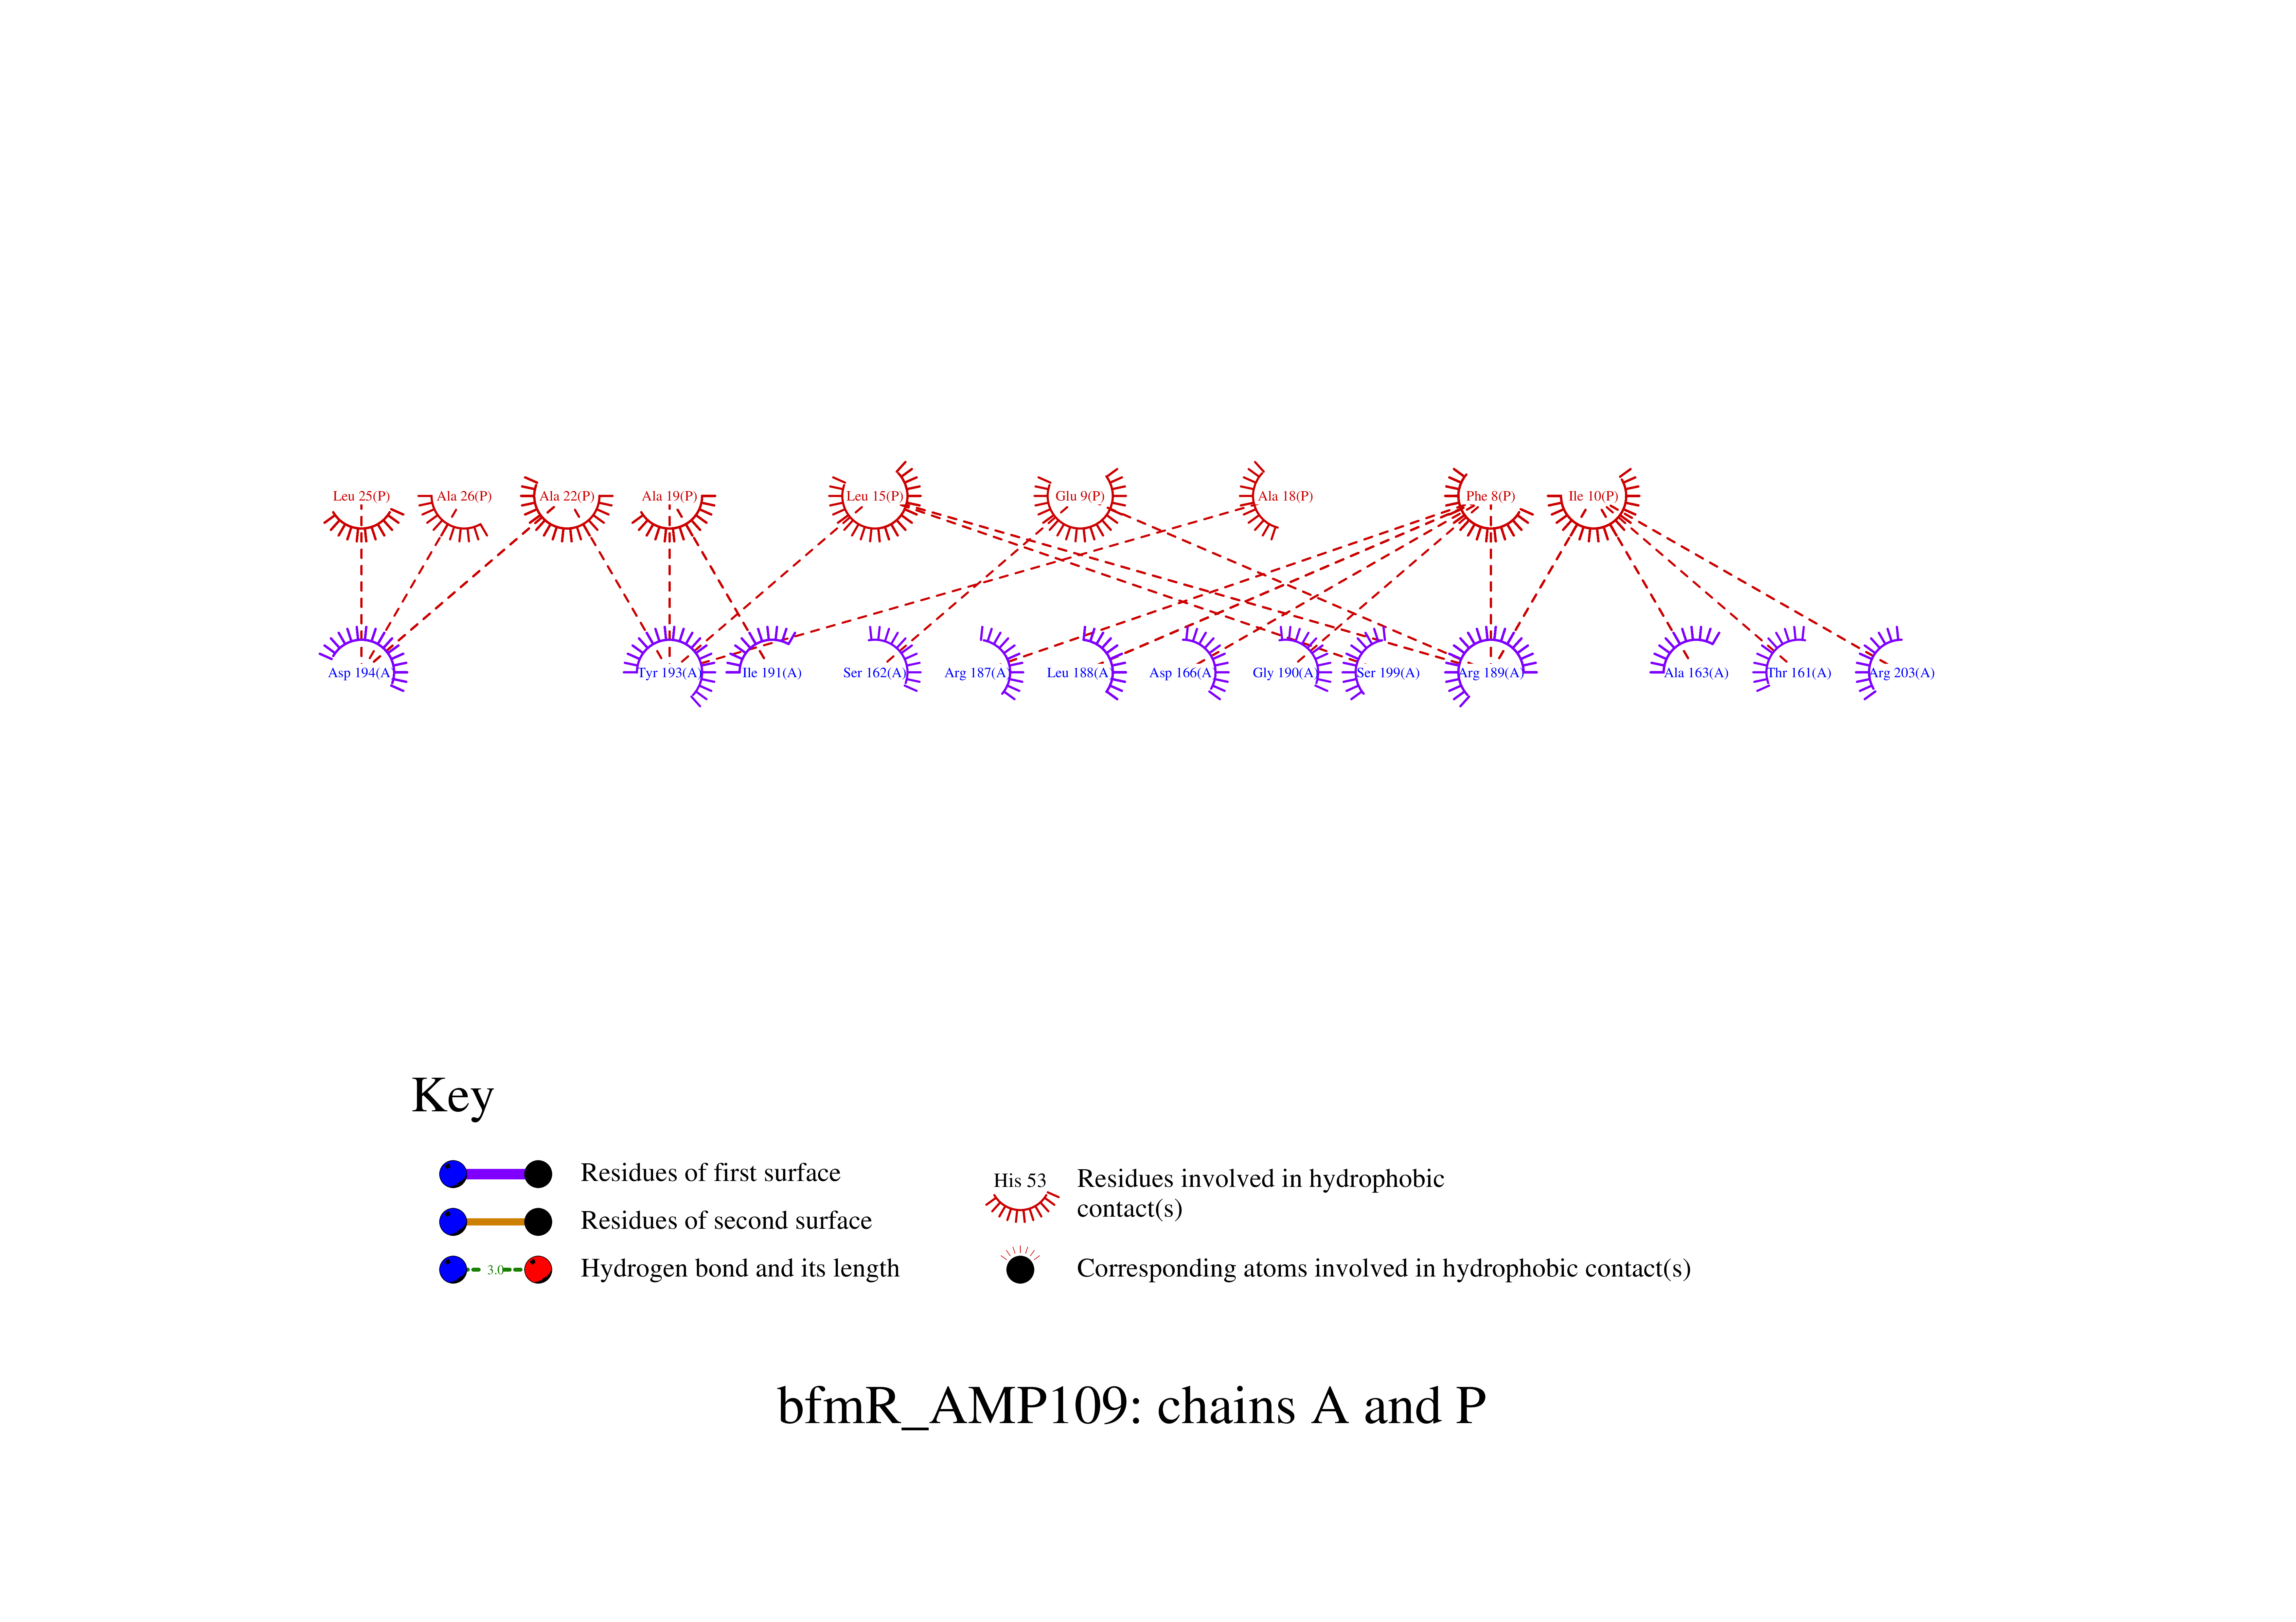 Leu 25(P) Ala 26(P) Ala 22(P) Ala 19(P) Leu 15(P) Glu 9(P) Ala 18(P) Phe 8(P) Ile 10(P)
Asp 194(A) Tyr 193(A) Ile 191(A) Ser 162(A) Arg 187(A) Leu 188(A) Asp 166(A) Gly 190(A) Ser 199(A) Arg 189(A) Ala 163(A) Thr 161(A) Arg 203(A)
Key
Residues of first surface
Residues of second surface
3.0 Hydrogen bond and its length
His 53 Residues involved in hydrophobic
contact(s)
Corresponding atoms involved in hydrophobic contact(s)
bfmR_AMP109: chains A and P